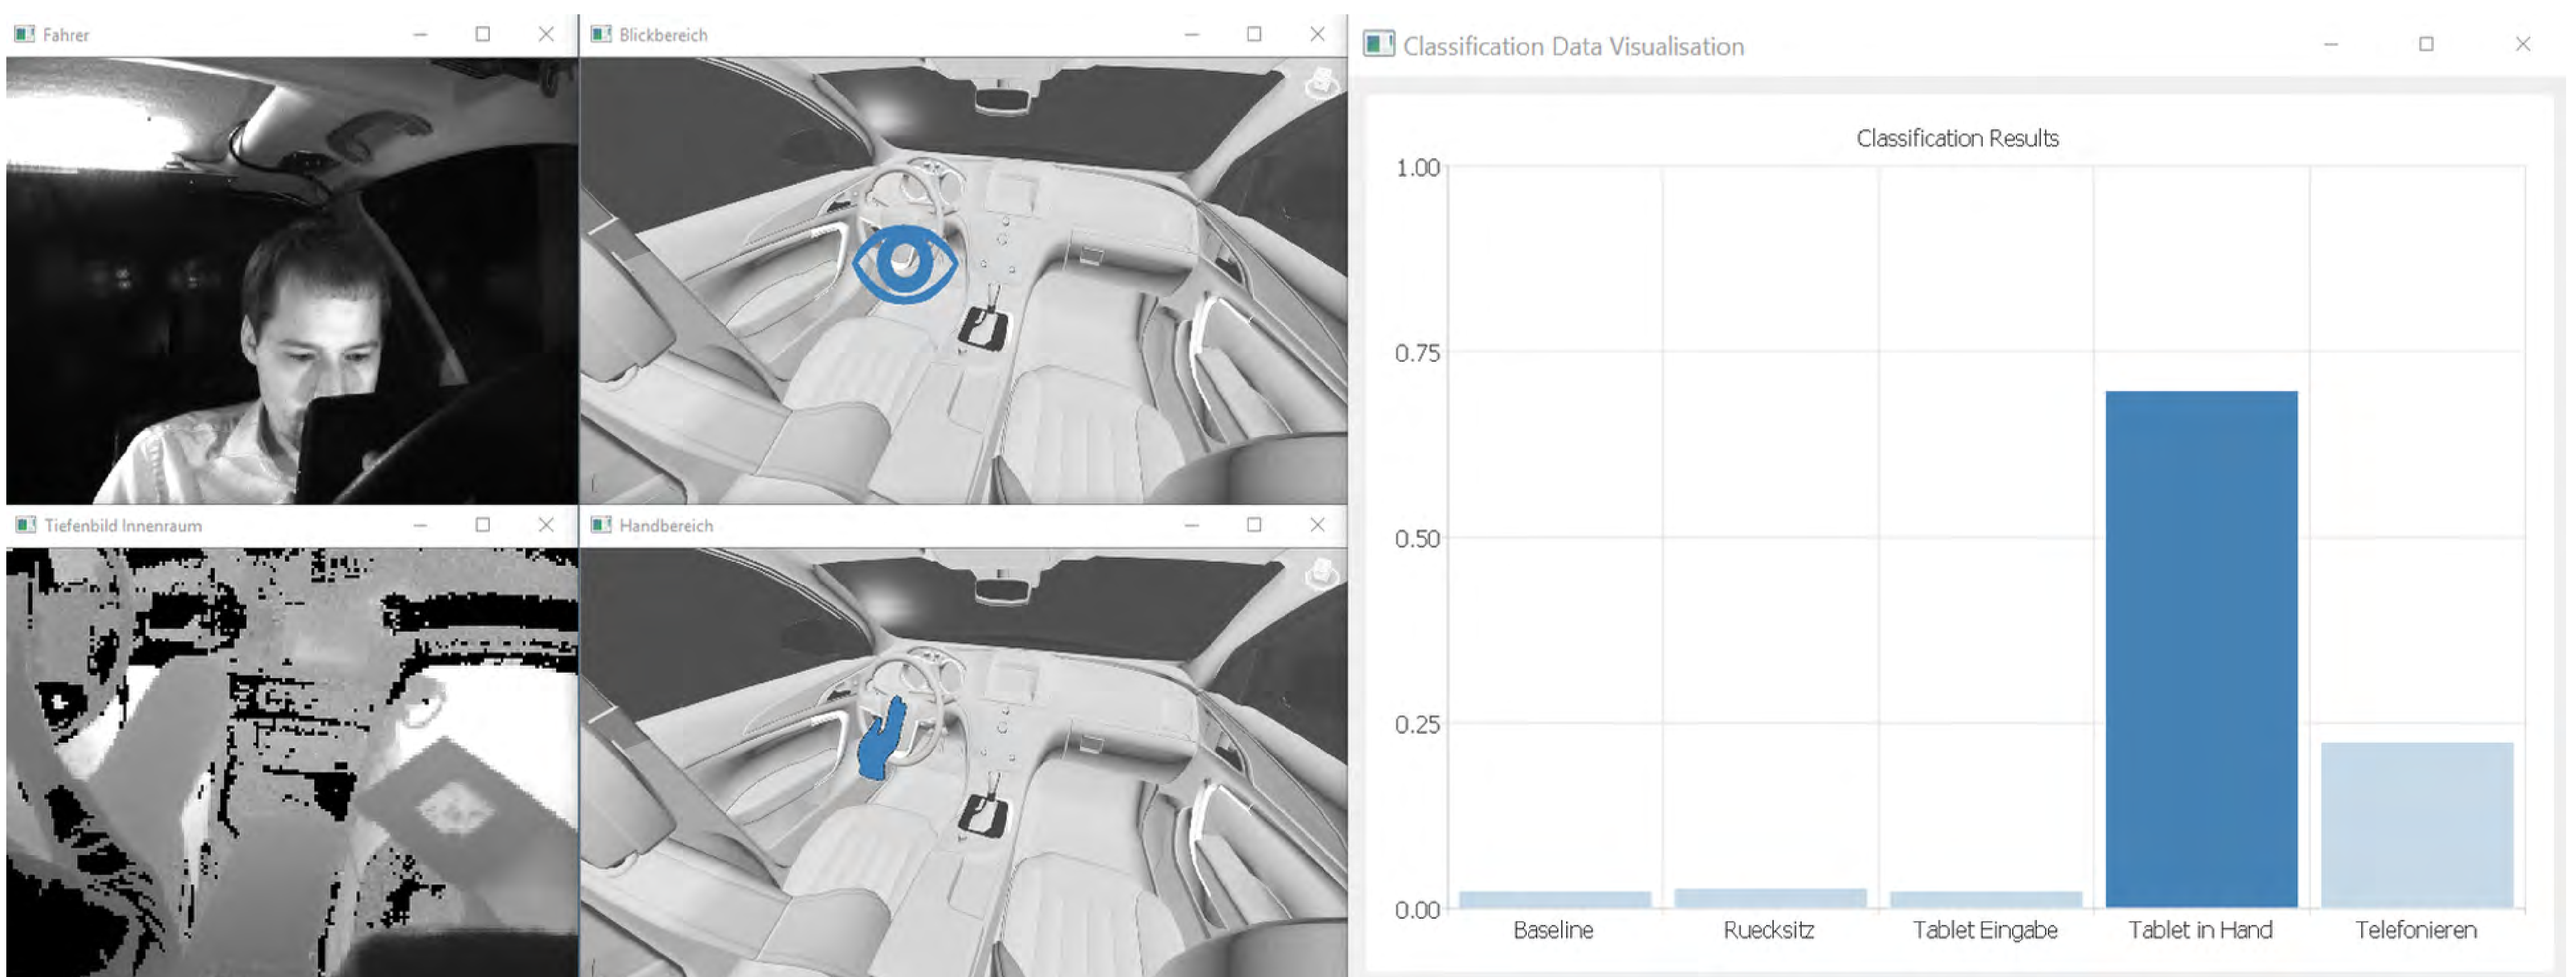 Fahrer
Blickbereich
Classification Data Visualisation
Tiefenbild Innenraum
Handbereich
Classification Results
1.00
0.75
0.50
0.25
0.00
Baseline
Ruecksitz
Tablet Eingabe
Tablet in Hand
Telefonieren